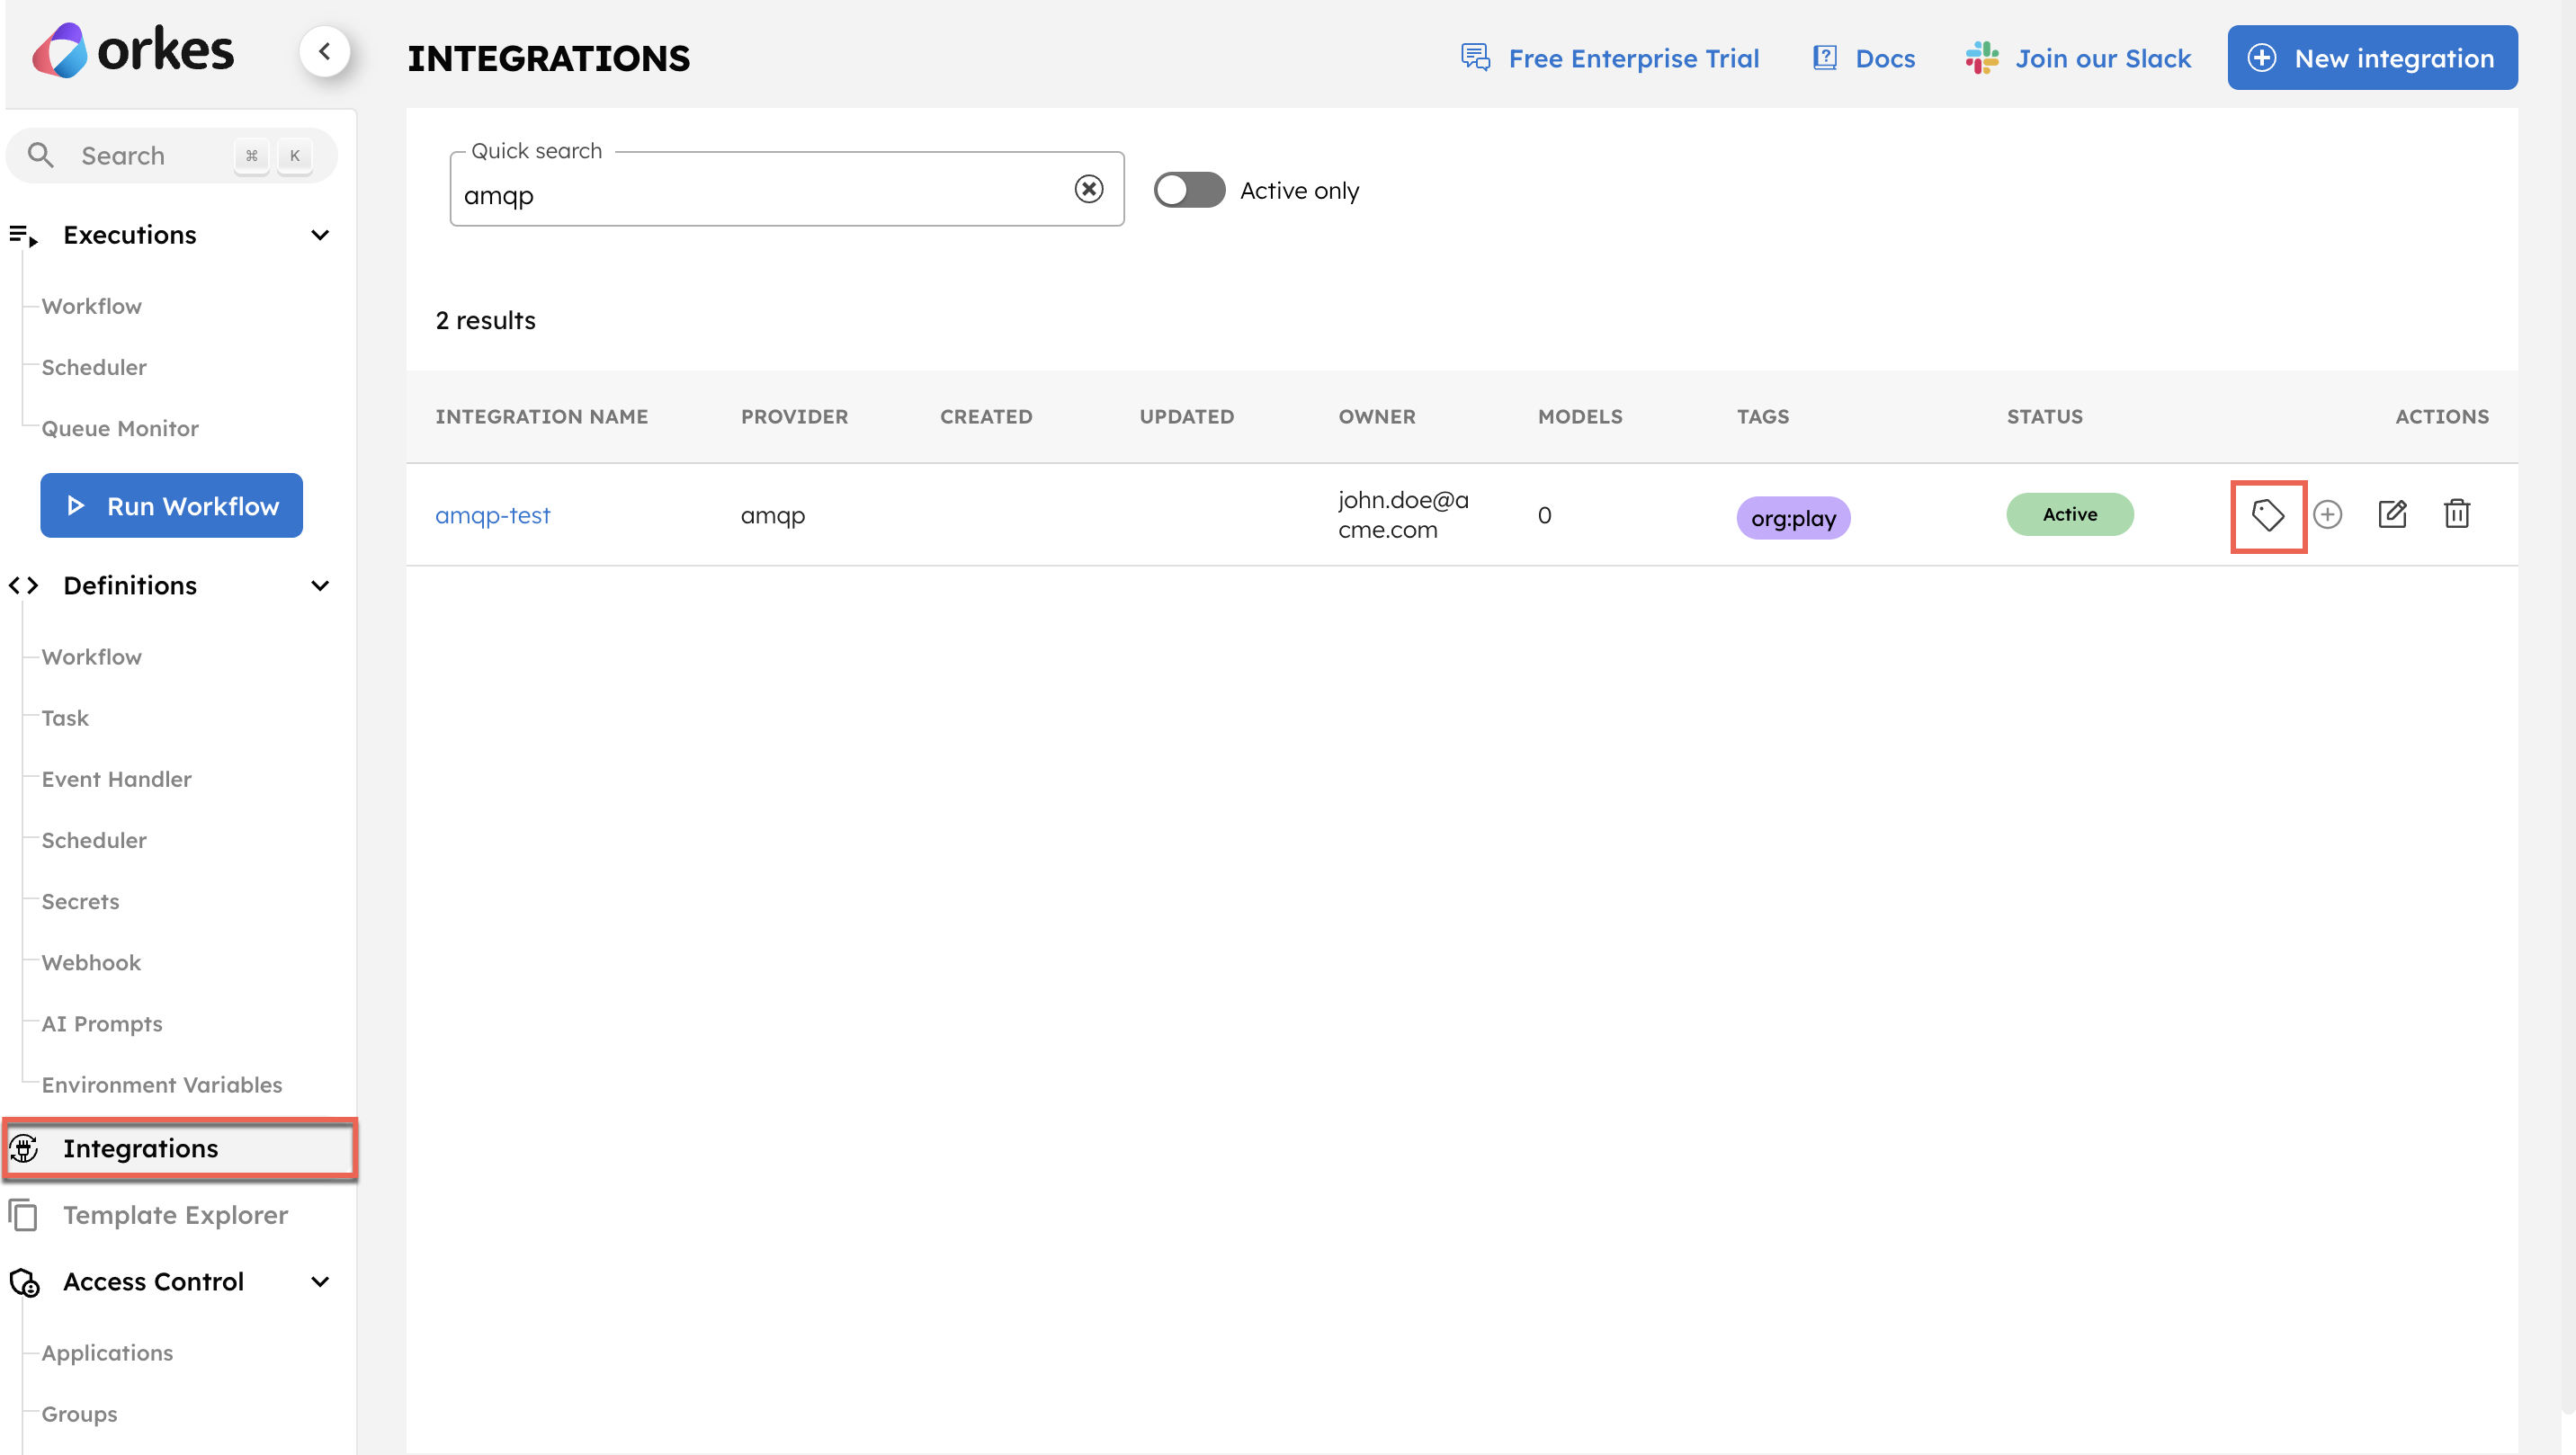 orkes
INTEGRATIONS
Free Enterprise Trial
Docs
Join our Slack
New integration
Search
⌘
K
Executions
Workflow
Scheduler
Queue Monitor
Run Workflow
Definitions
Workflow
Task
Event Handler
Scheduler
Secrets
Webhook
AI Prompts
Environment Variables
Integrations
Template Explorer
Access Control
Applications
Groups
Quick search
amqp
Active only
2 results
INTEGRATION NAME PROVIDER CREATED UPDATED OWNER MODELS TAGS STATUS ACTIONS
amqp-test amqp john.doe@a 0 org:play Active
cme.com